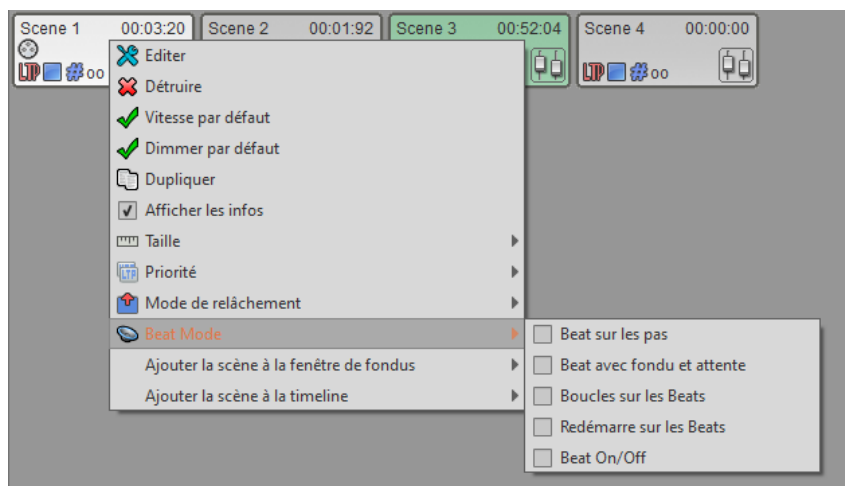 Scene 1 00:03:20 Scene 2 00:01:92 Scene 3 00:52:04 Scene 4 00:00:00
LTP # oo LTP # oo
Editer
Détruire
Vitesse par défaut
Dimmer par défaut
Dupliquer
Afficher les infos
Taille
LTP Priorité
Mode de relâchement
Beat Mode
Ajouter la scène à la fenêtre de fondus
Ajouter la scène à la timeline
Beat sur les pas
Beat avec fondu et attente
Boucles sur les Beats
Redémarre sur les Beats
Beat On/Off